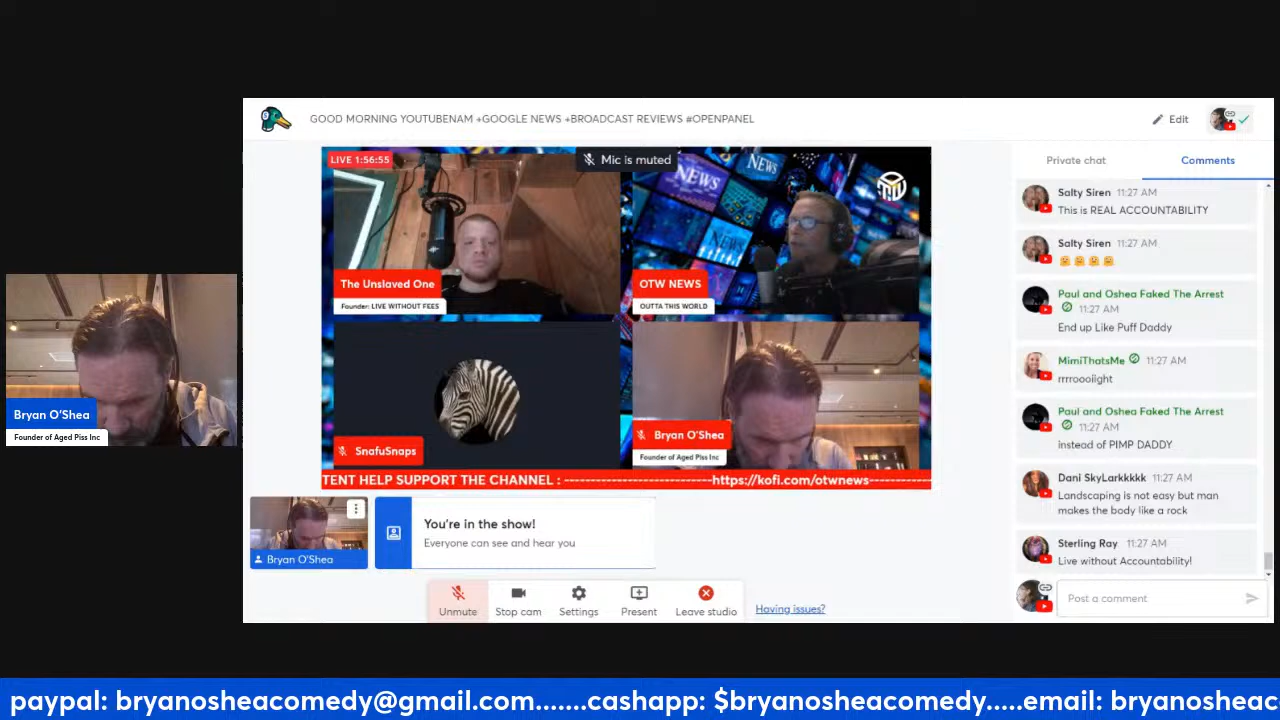 GOOD MORNING YOUTUBENAM +GOOGLE NEWS +BROADCAST REVIEWS #OPENPANEL
Edit
LIVE 1:56:55
Mic is muted
NEWS
NEWS
NEWS
The Unslaved One
Founder: LIVE WITHOUT FEES
OTW NEWS
OUTTA THIS WORLD
SnafuSnaps
Bryan O'Shea
Founder of Aged Piss Inc
TENT HELP SUPPORT THE CHANNEL : -----------------------------------https://kofi.com/otwnews--------------
Bryan O'Shea
Founder of Aged Piss Inc
Bryan O'Shea
You're in the show!
Everyone can see and hear you
Unmute
Stop cam
Settings
Present
Leave studio
Having issues?
Private chat
Comments
Salty Siren 11:27 AM
This is REAL ACCOUNTABILITY
Salty Siren 11:27 AM
🤗 🤗 🤗 🤗
Paul and Oshea Faked The Arrest
11:27 AM
End up Like Puff Daddy
MimiThatsMe 11:27 AM
rrrroooiight
Paul and Oshea Faked The Arrest
11:27 AM
instead of PIMP DADDY
Dani SkyLarkkkkk 11:27 AM
Landscaping is not easy but man
makes the body like a rock
Sterling Ray 11:27 AM
Live without Accountability!
Post a comment
paypal: bryanosheacomedy@gmail.com.......cashapp: $bryanosheacomedy.....email: bryanosheac